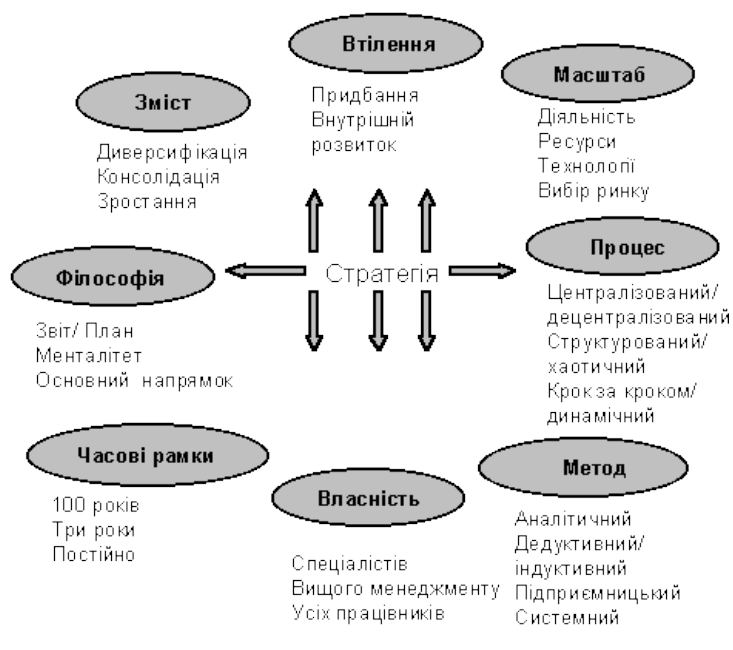 Втілення
Придбання
Внутрішній
розвиток
Масштаб
Діяльність
Ресурси
Технології
Вибір ринку
Зміст
Диверсифікація
Консолідація
Зростання
Процес
Централізований/
децентралізований
Структурований/
хаотичний
Крок за кроком/
динамічний
Стратегія
Філософія
Звіт/ План
Менталітет
Основний напрямок
Часові рамки
100 років
Три роки
Постійно
Власність
Спеціалістів
Вищого менеджменту
Усіх працівників
Метод
Аналітичний
Дедуктивний/
індуктивний
Підприємницький
Системний